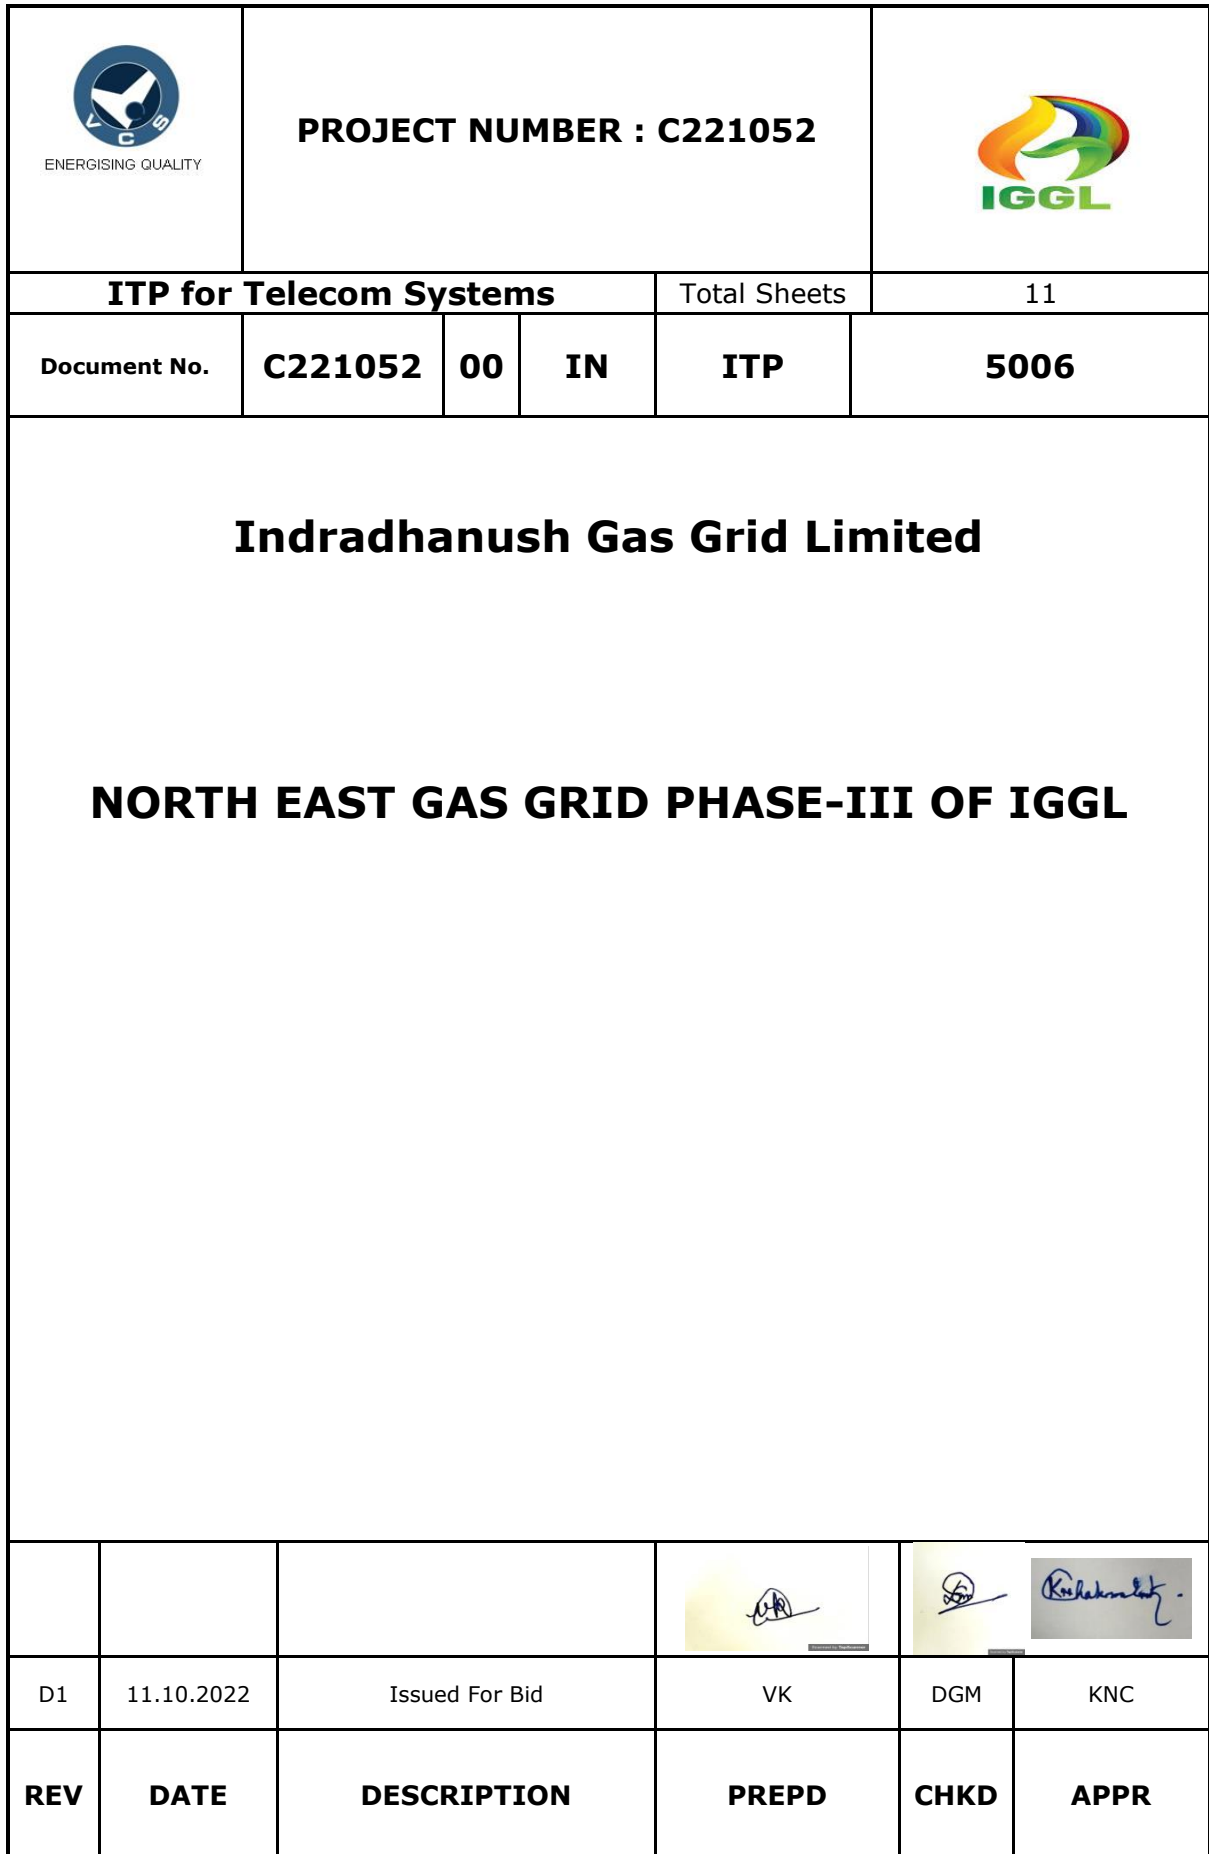 VCS
ENERGISING QUALITY
PROJECT NUMBER : C221052
IGGL
ITP for Telecom Systems Total Sheets 11
Document No. C221052 00 IN ITP 5006
Indradhanush Gas Grid Limited
NORTH EAST GAS GRID PHASE-III OF IGGL
D1 11.10.2022 Issued For Bid VK DGM KNC
REV DATE DESCRIPTION PREPD CHKD APPR